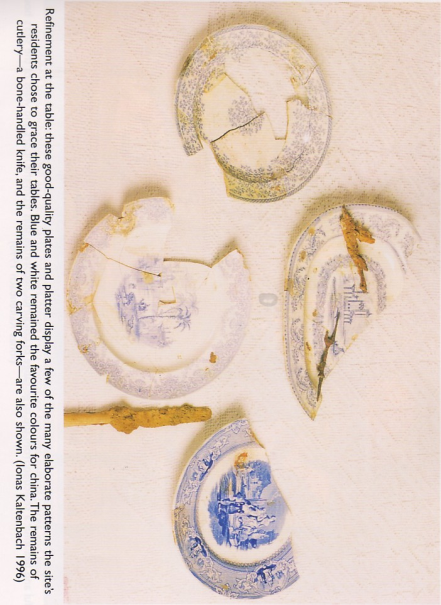 Refinement at the table: these good-quality plates and platter display a few of the many elaborate patterns the site's
residents chose to grace their tables. Blue and white remained the favourite colours for china. The remains of
cutlery—a bone-handled knife, and the remains of two carving forks—are also shown. (Ionas Kaltenbach 1996)